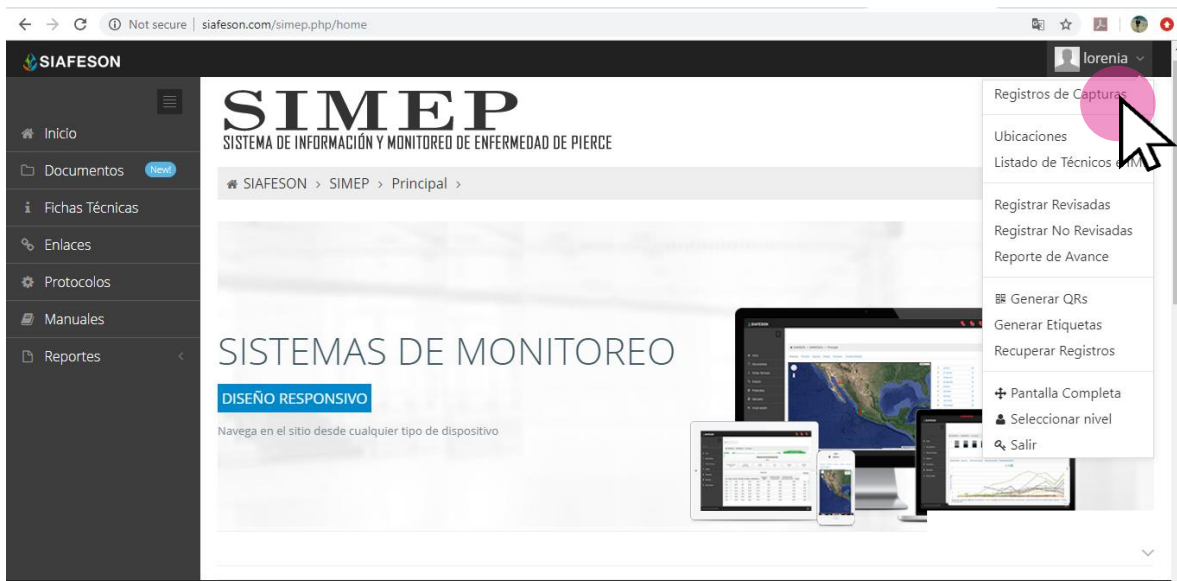 Not secure | siafeson.com/simep.php/home
SIAFESON
lorenia
Inicio
Documentos New!
Fichas Técnicas
Enlaces
Protocolos
Manuales
Reportes
SIMEP
SISTEMA DE INFORMACIÓN Y MONITOREO DE ENFERMEDAD DE PIERCE
SIAFESON > SIMEP > Principal >
SISTEMAS DE MONITOREO
DISEÑO RESPONSIVO
Navega en el sitio desde cualquier tipo de dispositivo
Registros de Capturas
Ubicaciones
Listado de Técnicos e IM
Registrar Revisadas
Registrar No Revisadas
Reporte de Avance
Generar QRs
Generar Etiquetas
Recuperar Registros
Pantalla Completa
Seleccionar nivel
Salir